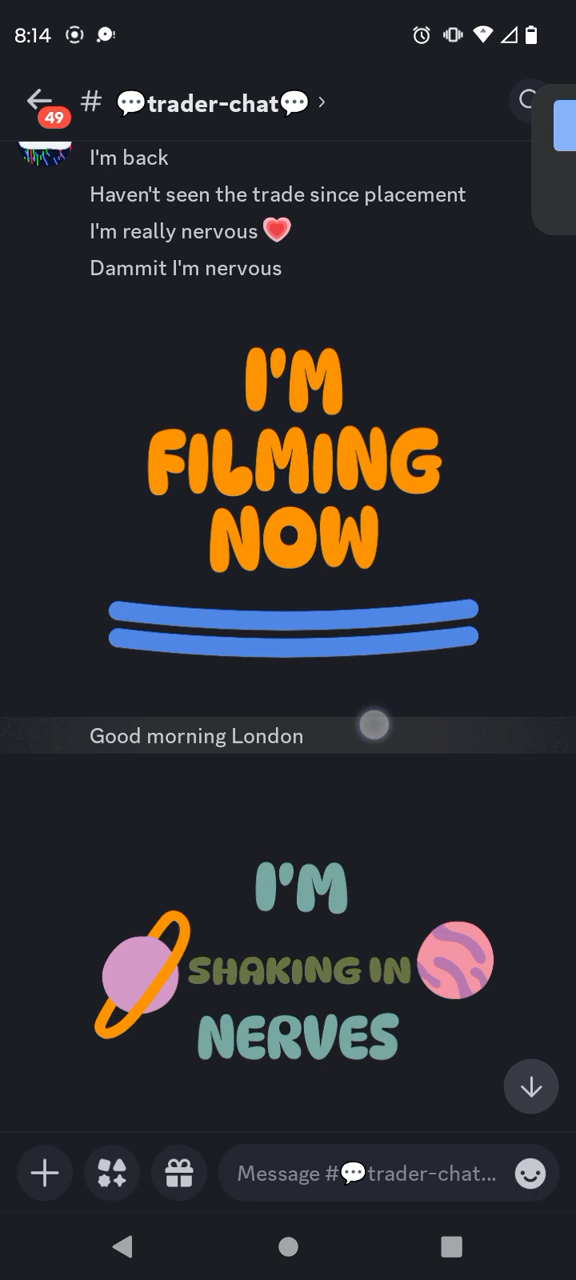 8:14
49
# 💬trader-chat💬 ›
I'm back
Haven't seen the trade since placement
I'm really nervous 💗
Dammit I'm nervous
I'M
FILMING
NOW
Good morning London
I'M
SHAKING IN
NERVES
Message #💬trader-chat...